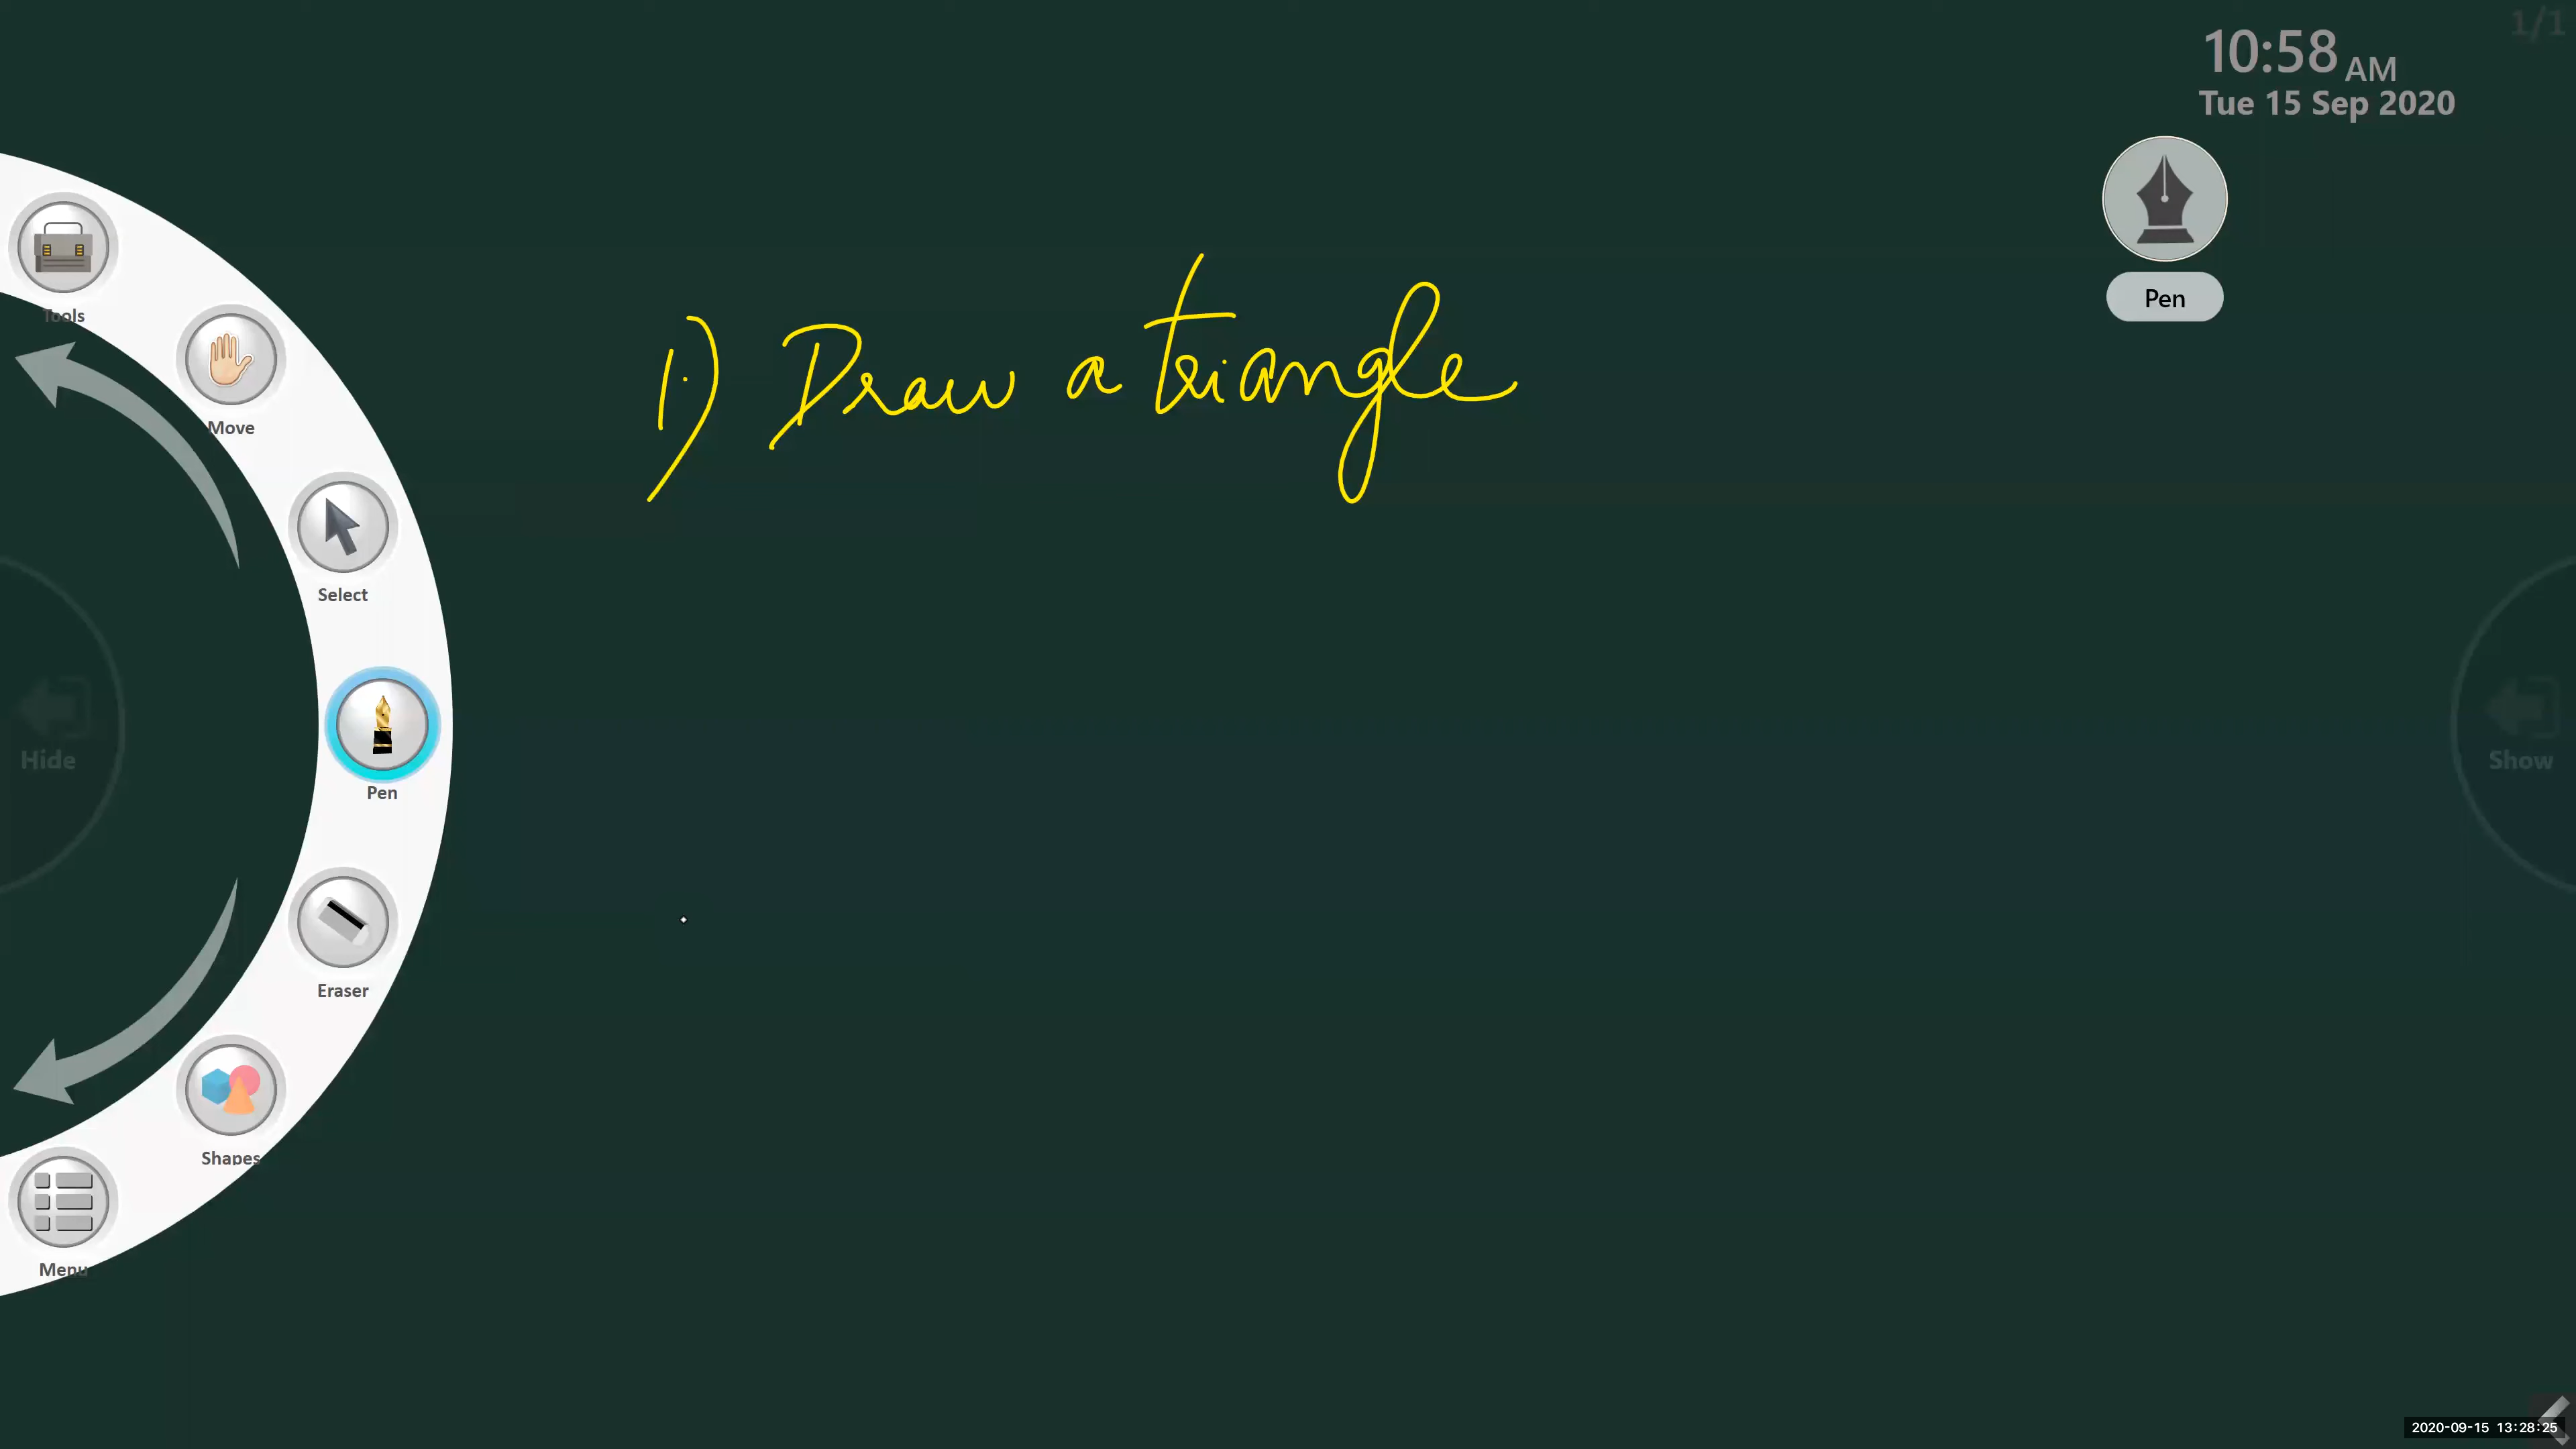 1/1
10:58 AM
Tue 15 Sep 2020
Pen
Tools
Move
Select
Pen
Eraser
Shapes
Menu
Hide
Show
1.) Draw a triangle
2020-09-15 13:28:25